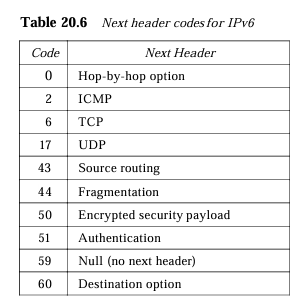 Table 20.6 Next header codes for IPv6
Code Next Header
0 Hop-by-hop option
2 ICMP
6 TCP
17 UDP
43 Source routing
44 Fragmentation
50 Encrypted security payload
51 Authentication
59 Null (no next header)
60 Destination option